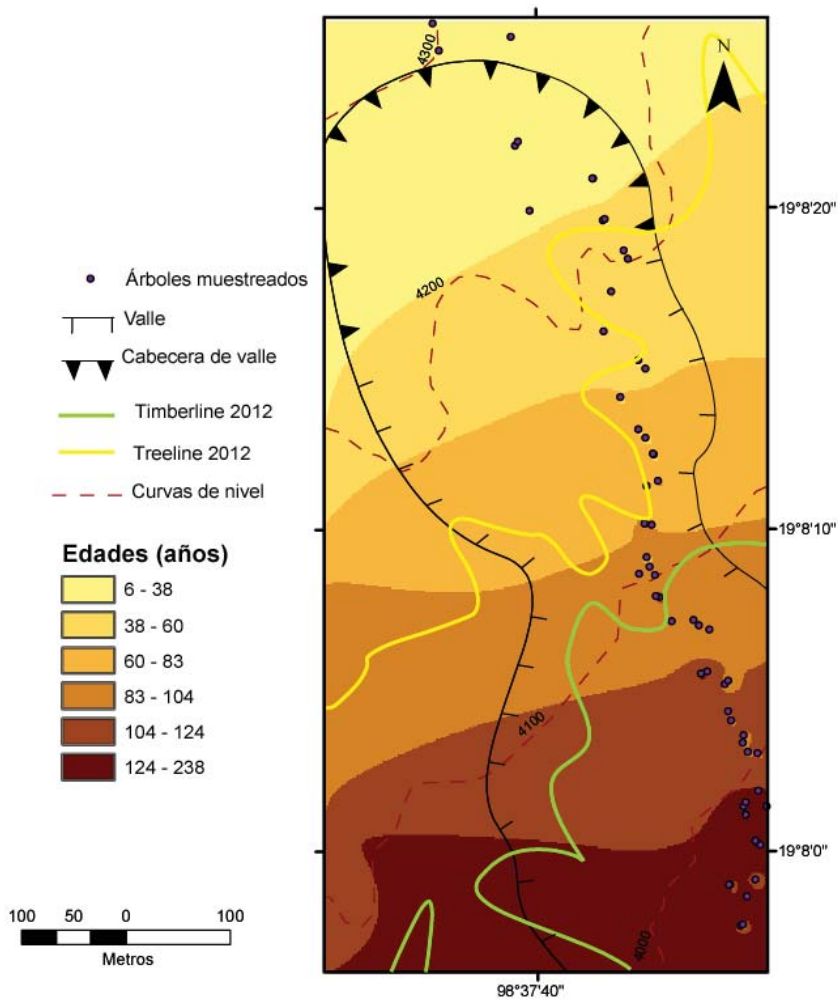 Árboles muestreados
Valle
Cabecera de valle
Timberline 2012
Treeline 2012
Curvas de nivel
Edades (años)
6 - 38
38 - 60
60 - 83
83 - 104
104 - 124
124 - 238
100 50 0 100
Metros
4300
N
19°8'20"
4200
19°8'10"
4100
19°8'0"
4000
98°37'40"